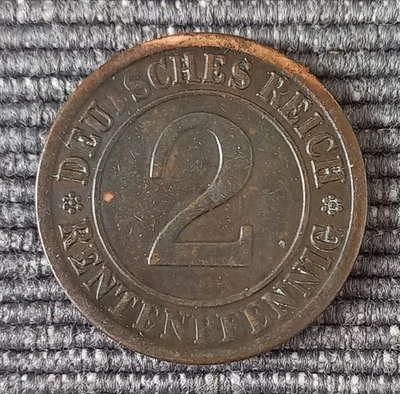 DEUTSCHES REICH
2
RENTENPFENNIG